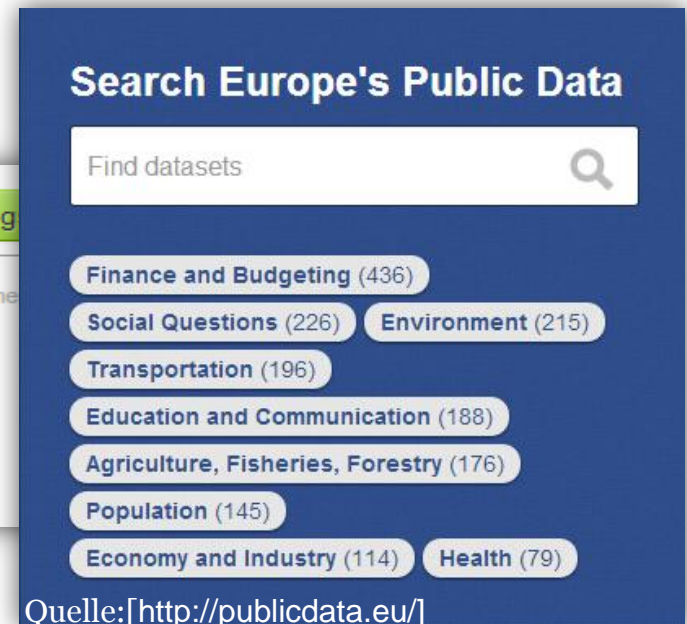 Search Europe's Public Data
Find datasets
Finance and Budgeting (436)
Social Questions (226) Environment (215)
Transportation (196)
Education and Communication (188)
Agriculture, Fisheries, Forestry (176)
Population (145)
Economy and Industry (114) Health (79)
Quelle:[http://publicdata.eu/]